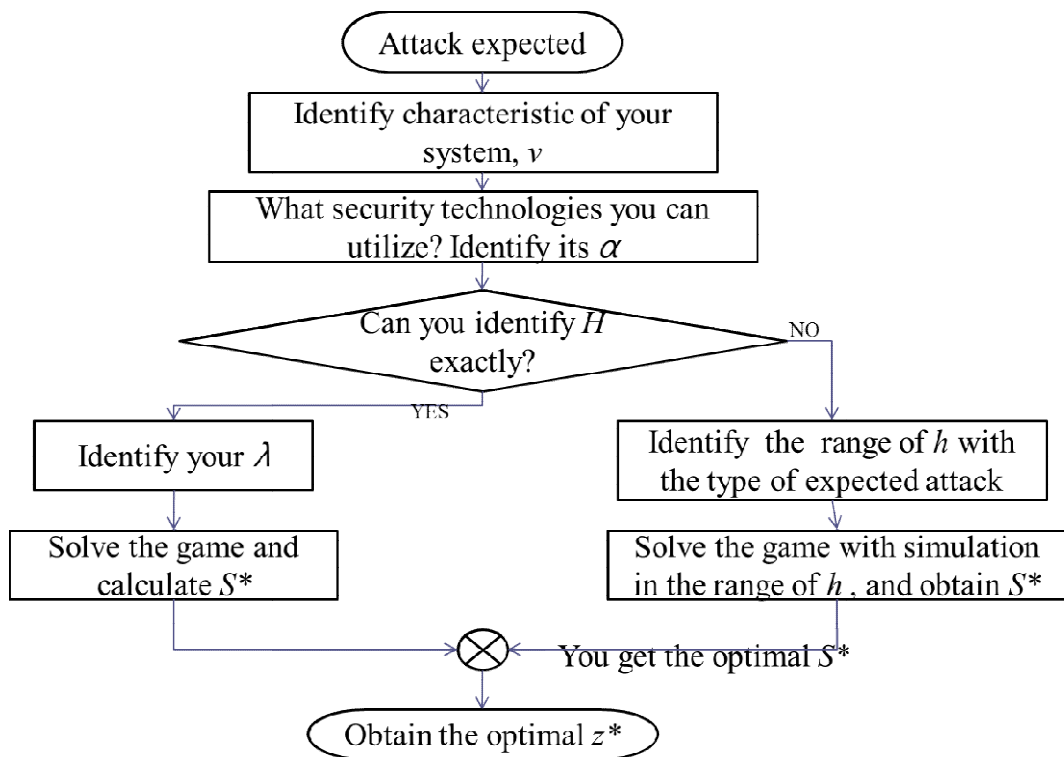 Attack expected
Identify characteristic of your
system, v
What security technologies you can
utilize? Identify its α
Can you identify H
exactly?
NO
YES
Identify your λ
Identify the range of h with
the type of expected attack
Solve the game and
calculate S*
Solve the game with simulation
in the range of h , and obtain S*
You get the optimal S*
Obtain the optimal z*